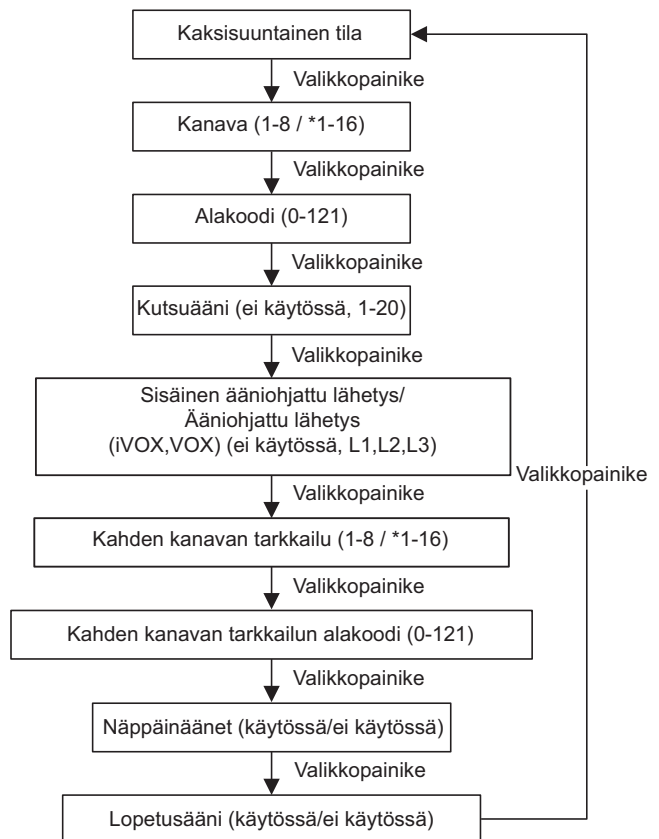 Kaksisuuntainen tila
Valikkopainike
Kanava (1-8 / *1-16)
Valikkopainike
Alakoodi (0-121)
Valikkopainike
Kutsuääni (ei käytössä, 1-20)
Valikkopainike
Sisäinen ääniohjattu lähetys/
Ääniohjattu lähetys
(iVOX,VOX) (ei käytössä, L1,L2,L3)
Valikkopainike
Valikkopainike
Kahden kanavan tarkkailu (1-8 / *1-16)
Valikkopainike
Kahden kanavan tarkkailun alakoodi (0-121)
Valikkopainike
Näppäinäänet (käytössä/ei käytössä)
Valikkopainike
Lopetusääni (käytössä/ei käytössä)